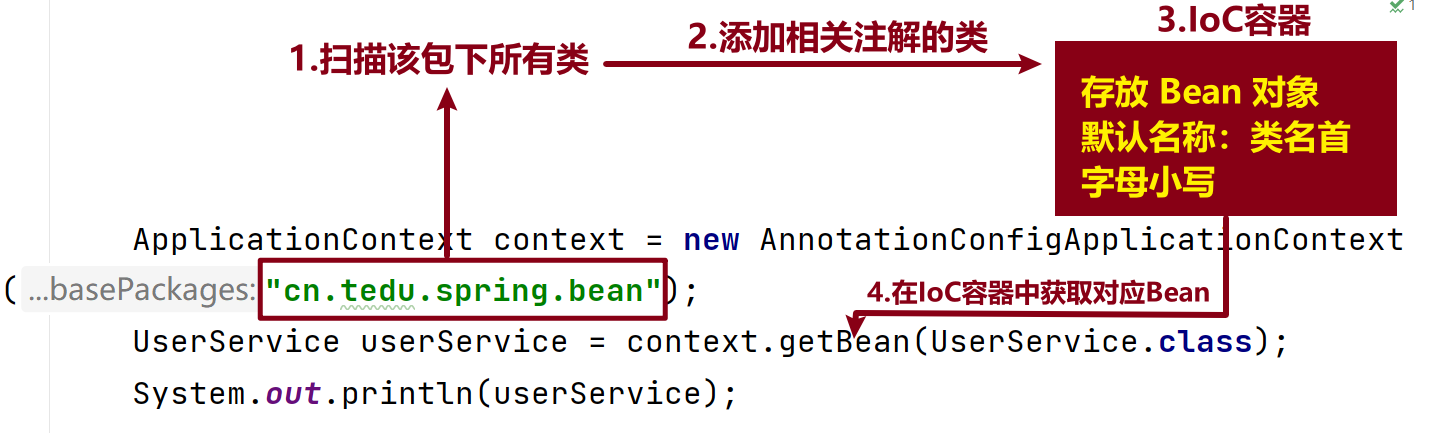 1
3.IoC容器
2.添加相关注解的类
1.扫描该包下所有类
存放 Bean 对象
默认名称：类名首
字母小写
ApplicationContext context = new AnnotationConfigApplicationContext
( ...basePackages: "cn.tedu.spring.bean");
4.在IoC容器中获取对应Bean
UserService userService = context.getBean(UserService.class);
System.out.println(userService);